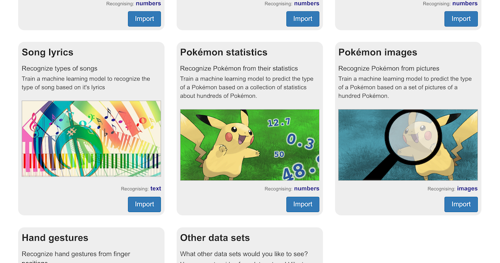 Recognising: numbers
Import
Recognising: numbers
Import
Recognising: numbers
Import
Song lyrics
Recognize types of songs
Train a machine learning model to recognize the
type of song based on it's lyrics
Recognising: text
Import
Pokémon statistics
Recognize Pokémon from their statistics
Train a machine learning model to predict the type
of a Pokémon based on a collection of statistics
about hundreds of Pokémon.
12.7
0.3
50
48.
Recognising: numbers
Import
Pokémon images
Recognize Pokémon from pictures
Train a machine learning model to predict the type
of a Pokémon based on a set of pictures of a
hundred Pokémon.
Recognising: images
Import
Hand gestures
Recognize hand gestures from finger
Other data sets
What other data sets would you like to see?